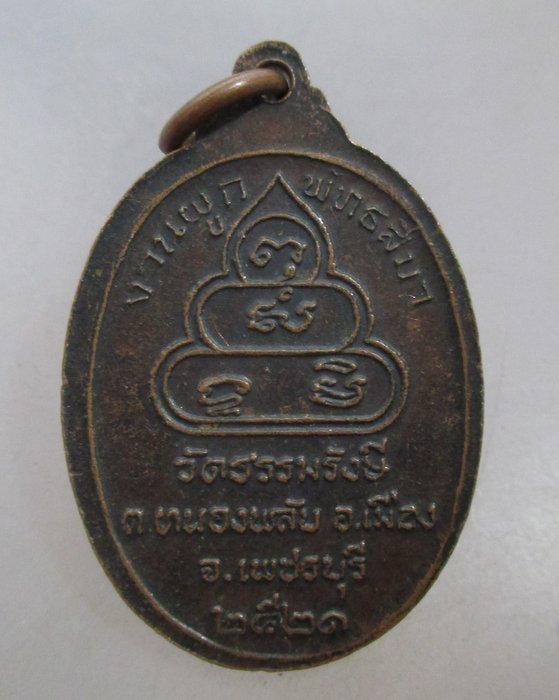 งานผูก พัทธสีมา
วัดธรรมรังษี
ต.หนองพลับ อ.เมือง
จ.เพชรบุรี
๒๕๒๑